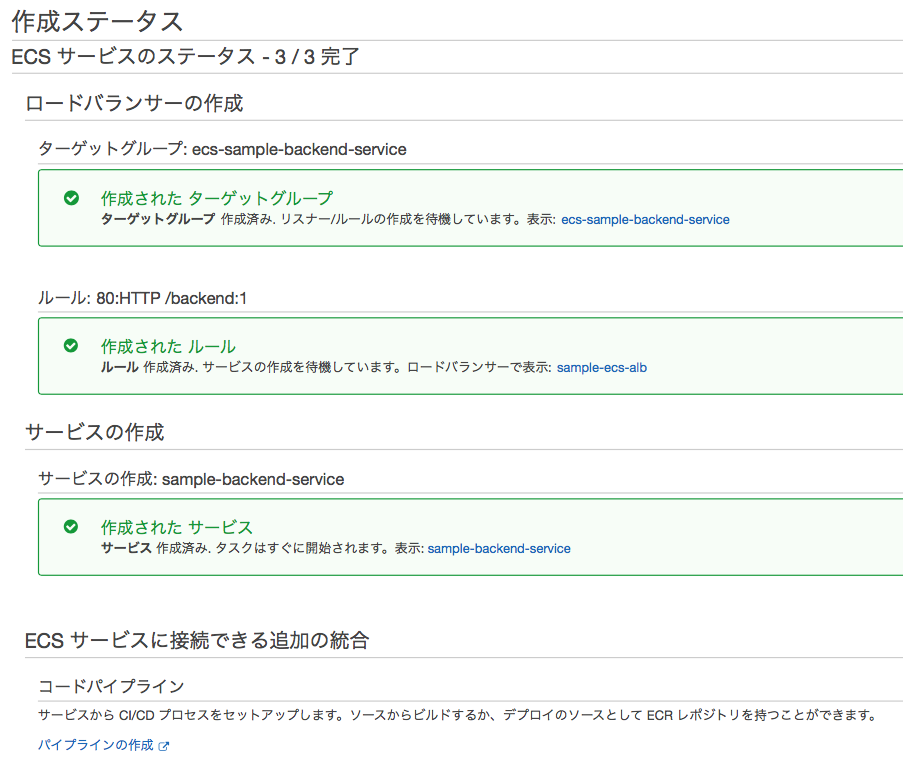 作成ステータス
ECS サービスのステータス - 3 / 3 完了
ロードバランサーの作成
ターゲットグループ: ecs-sample-backend-service
作成された ターゲットグループ
ターゲットグループ 作成済み. リスナー/ルールの作成を待機しています。表示: ecs-sample-backend-service
ルール: 80:HTTP /backend:1
作成された ルール
ルール 作成済み. サービスの作成を待機しています。ロードバランサーで表示: sample-ecs-alb
サービスの作成
サービスの作成: sample-backend-service
作成された サービス
サービス 作成済み. タスクはすぐに開始されます。表示: sample-backend-service
ECS サービスに接続できる追加の統合
コードパイプライン
サービスから CI/CD プロセスをセットアップします。ソースからビルドするか、デプロイのソースとして ECR レポジトリを持つことができます。
パイプラインの作成